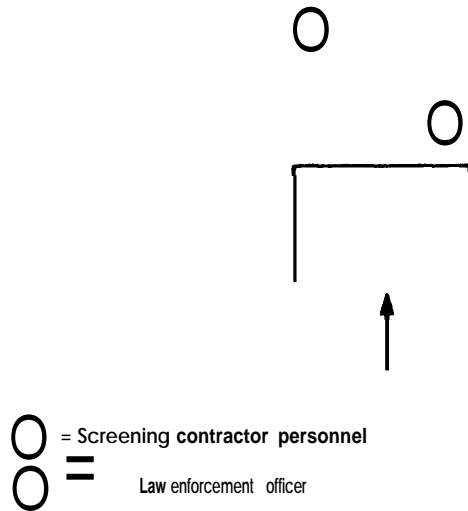 O
O
O = Screening contractor personnel
O = Law enforcement officer